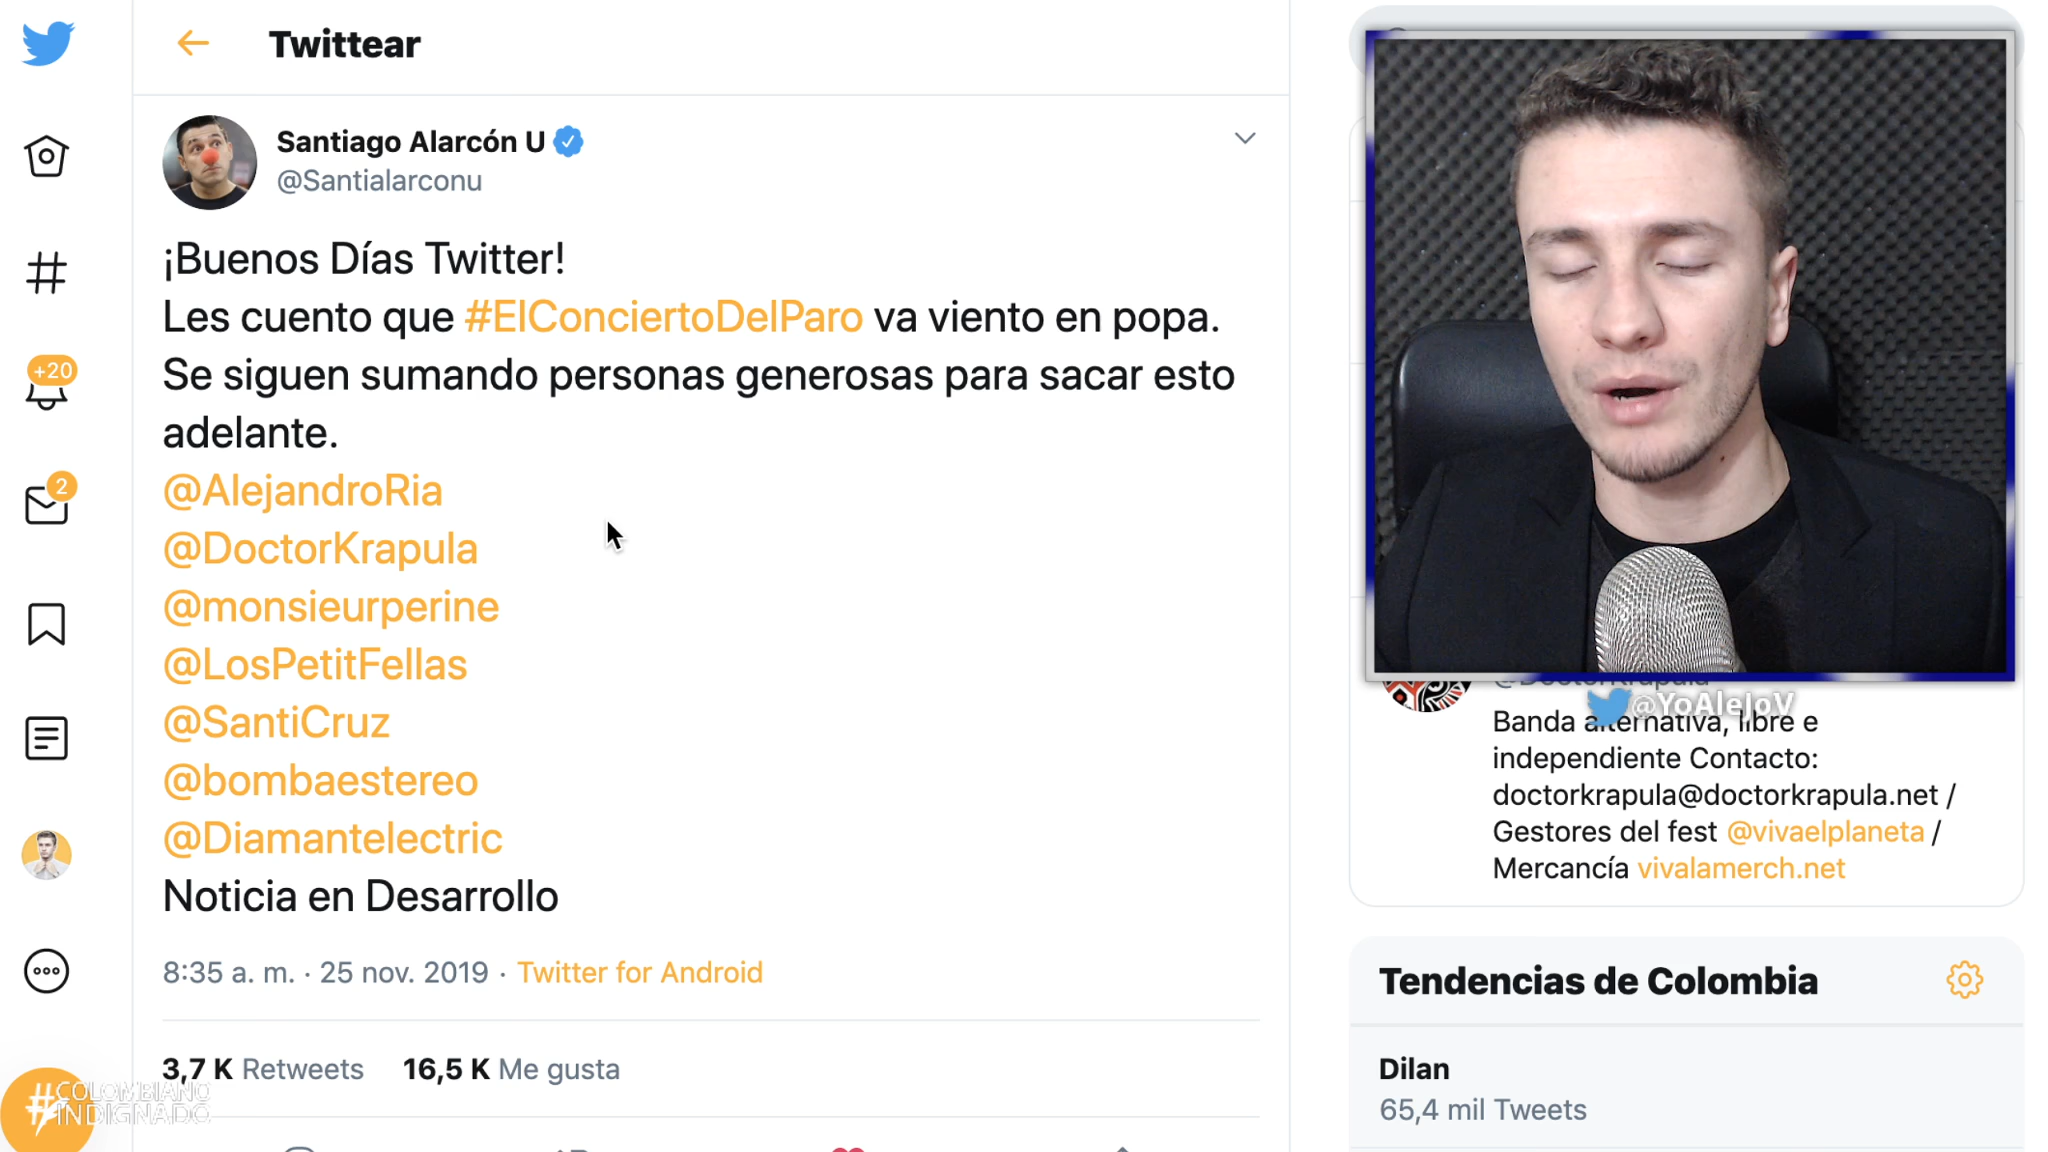 Twittear
Santiago Alarcón U
@Santialarconu
¡Buenos Días Twitter!
Les cuento que #ElConciertoDelParo va viento en popa.
Se siguen sumando personas generosas para sacar esto
adelante.
@AlejandroRia
@DoctorKrapula
@monsieurperine
@LosPetitFellas
@SantiCruz
@bombaestereo
@Diamantelectric
Noticia en Desarrollo
8:35 a. m. · 25 nov. 2019 · Twitter for Android
3,7 K Retweets 16,5 K Me gusta
+20
2
#COLOMBIANO
INDIGNADO
@DoctorKrapula
@YoAleJoV
Banda alternativa, libre e
independiente Contacto:
doctorkrapula@doctorkrapula.net /
Gestores del fest @vivaelplaneta /
Mercancía vivalamerch.net
Tendencias de Colombia
Dilan
65,4 mil Tweets